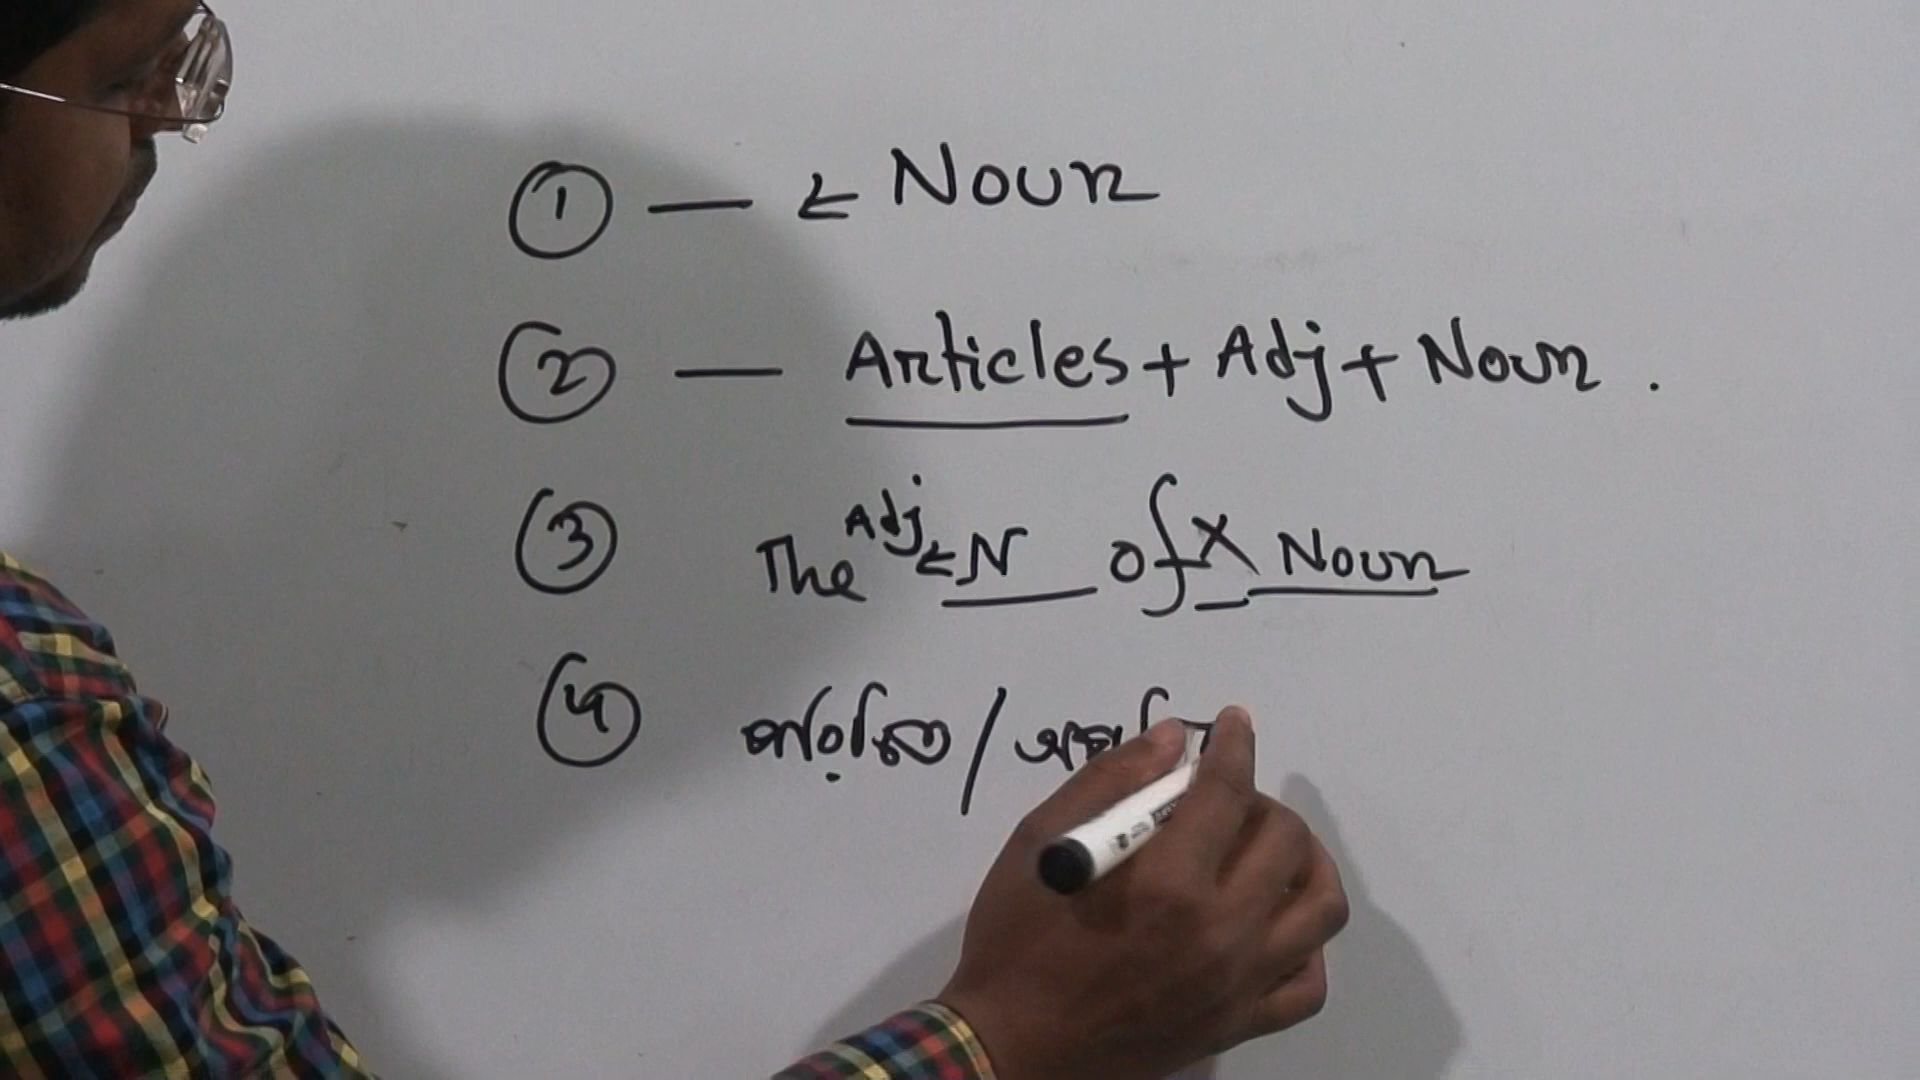 ① — ← Noun
② — Articles + Adj + Noun .
③ The Adj ← N of X Noun
④ /